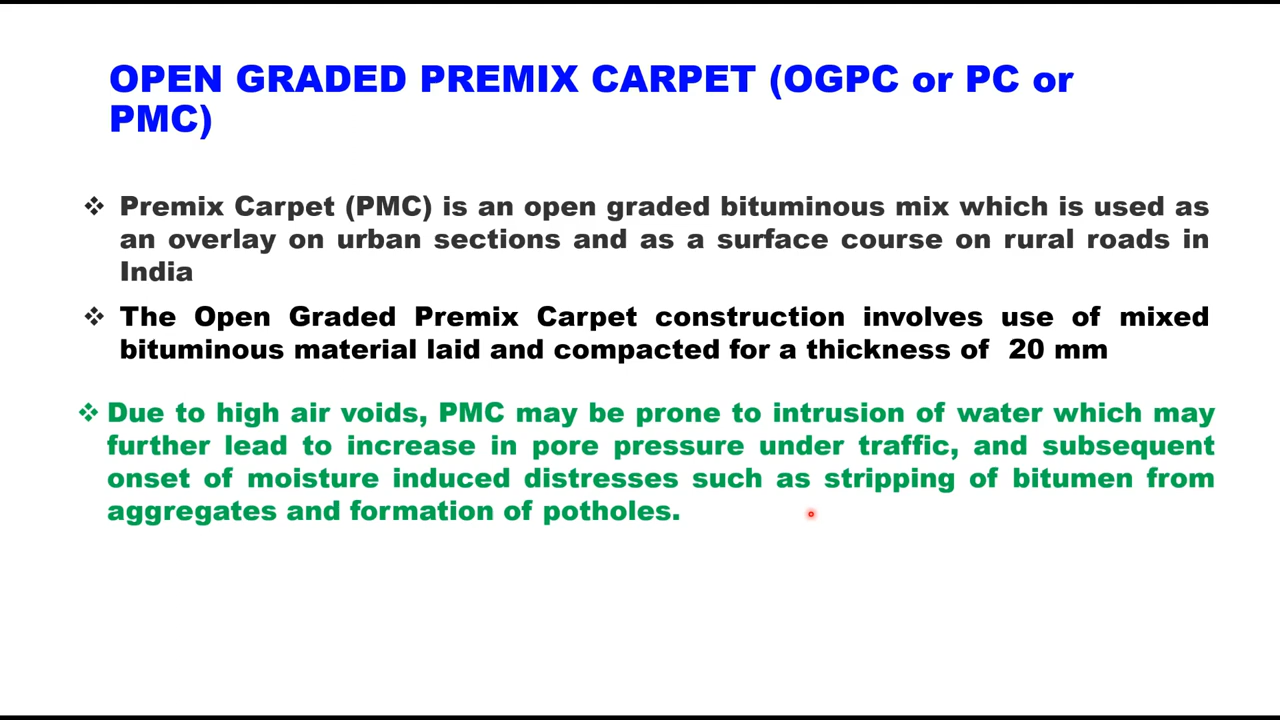 OPEN GRADED PREMIX CARPET (OGPC or PC or
PMC)
❖ Premix Carpet (PMC) is an open graded bituminous mix which is used as
an overlay on urban sections and as a surface course on rural roads in
India
❖ The Open Graded Premix Carpet construction involves use of mixed
bituminous material laid and compacted for a thickness of 20 mm
❖ Due to high air voids, PMC may be prone to intrusion of water which may
further lead to increase in pore pressure under traffic, and subsequent
onset of moisture induced distresses such as stripping of bitumen from
aggregates and formation of potholes.